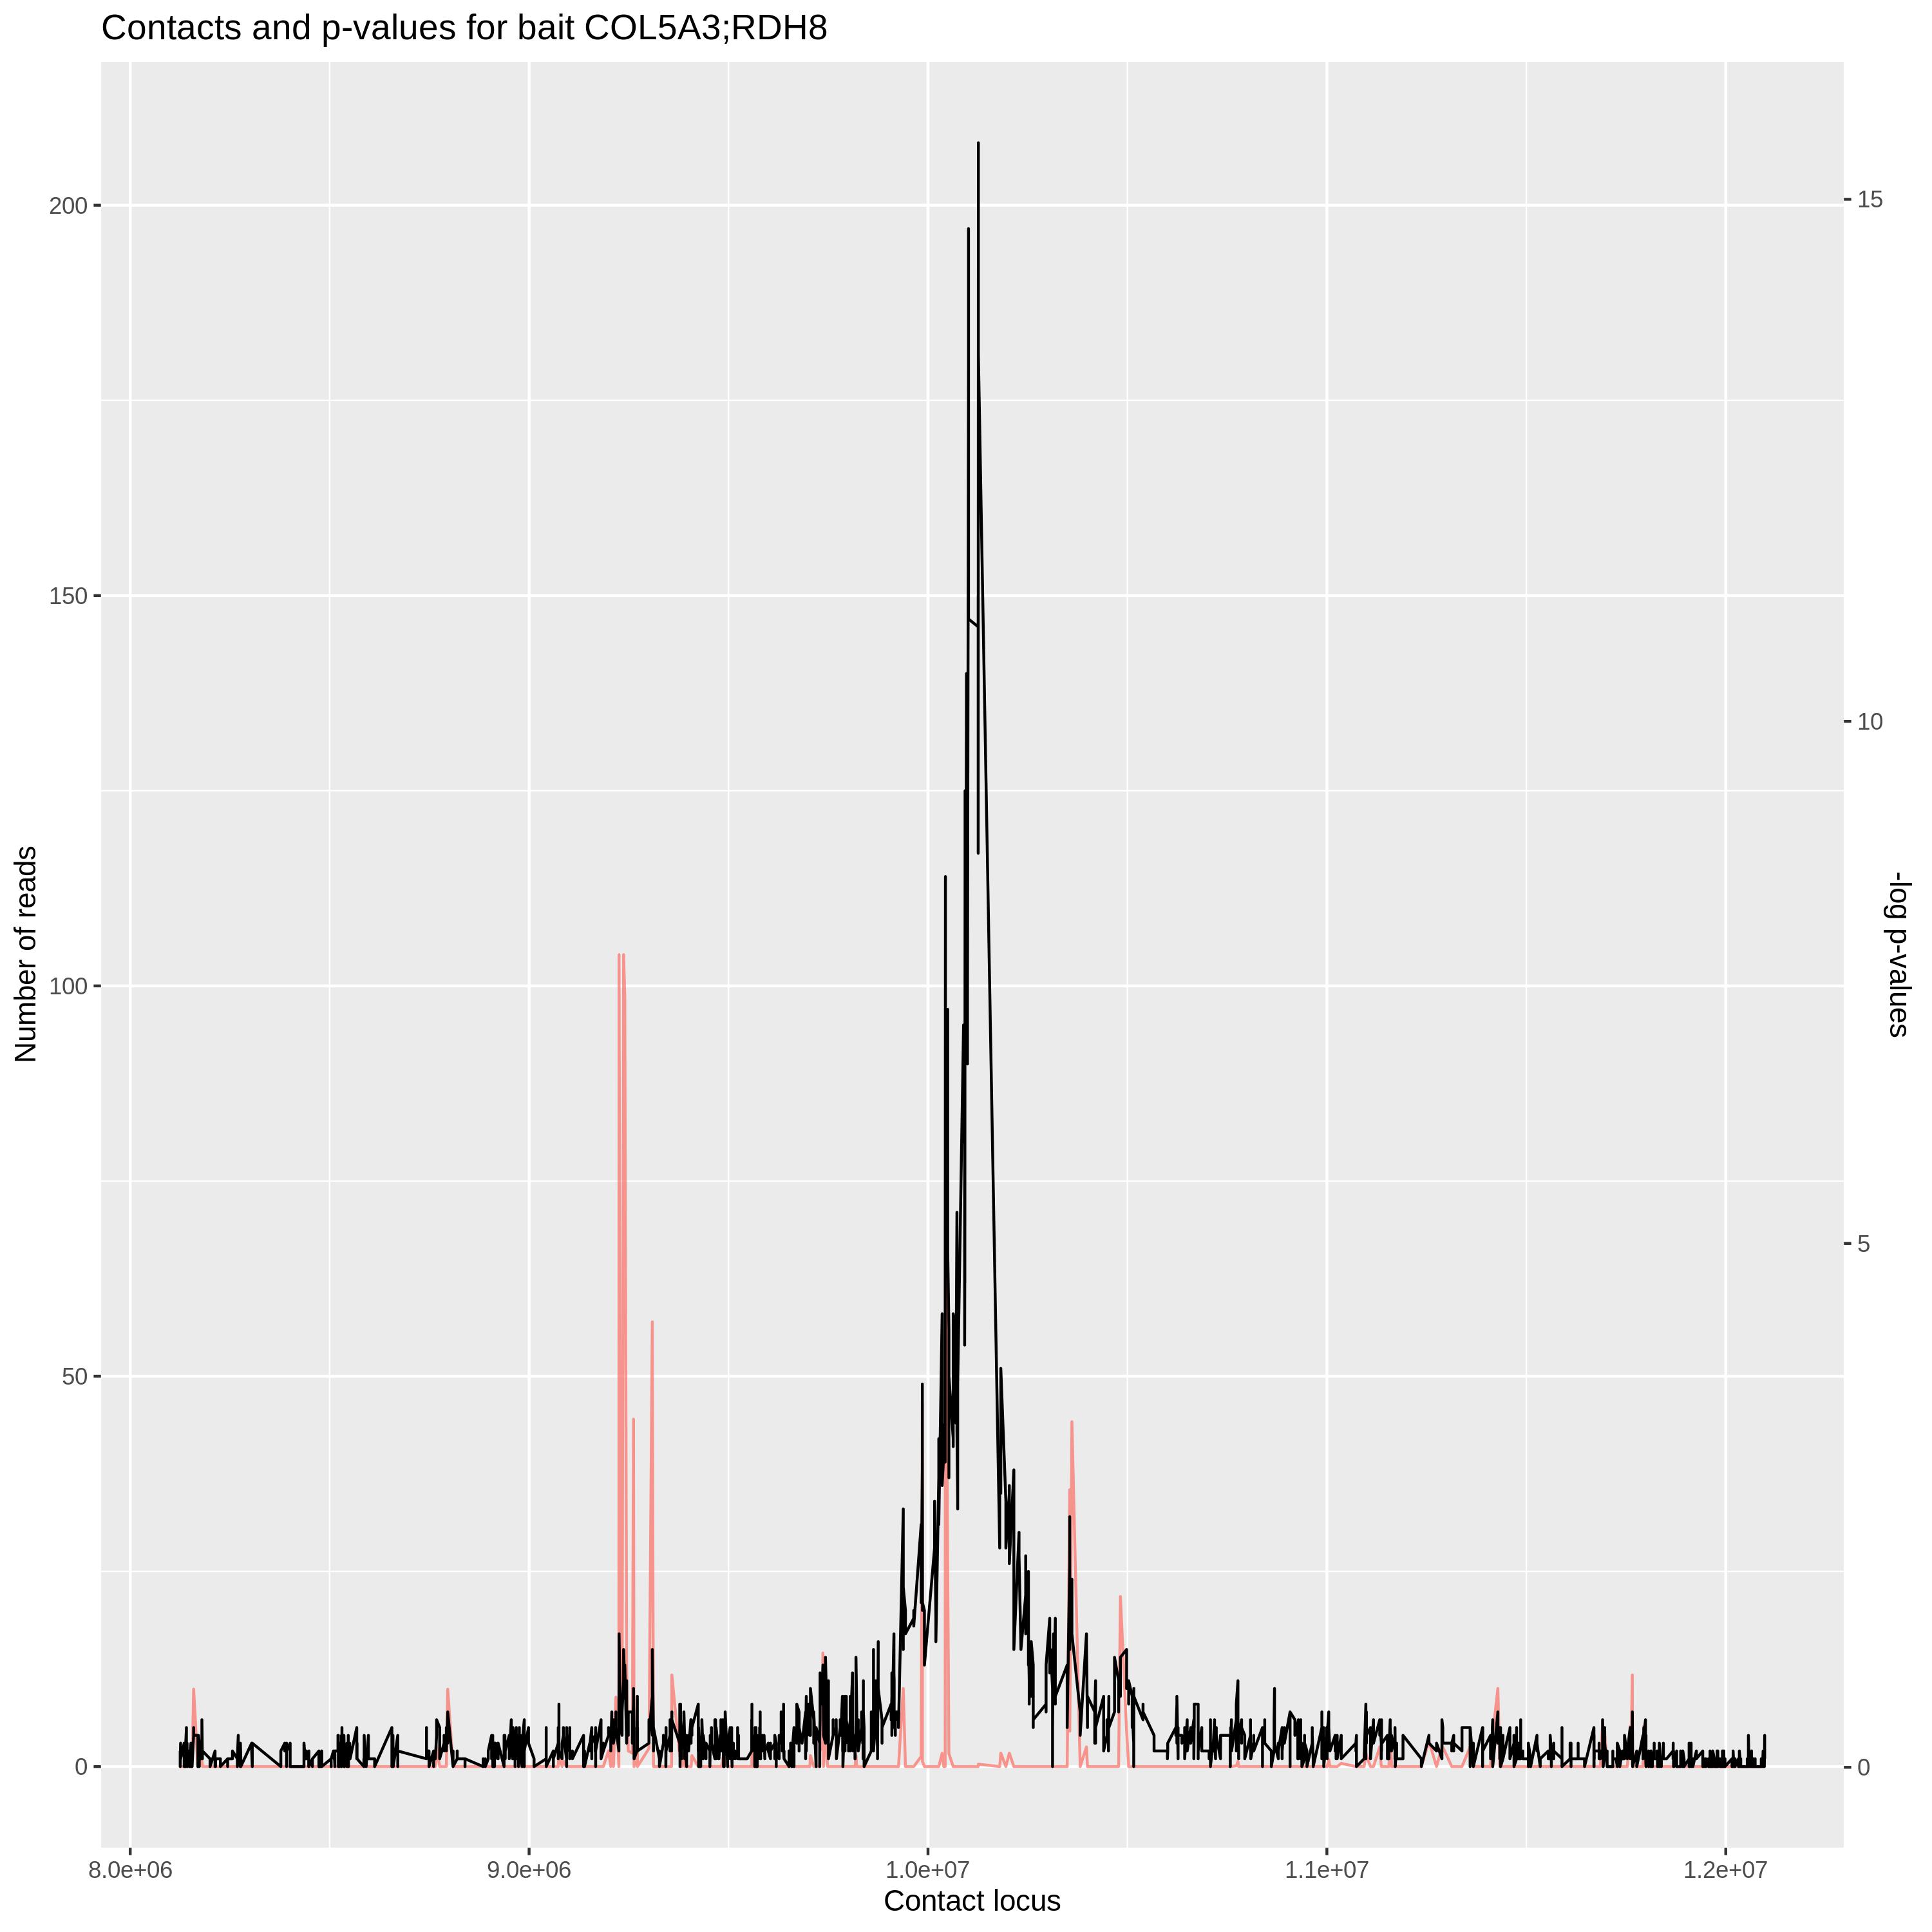 Contacts and p-values for bait COL5A3;RDH8
200
150
100
50
0
Number of reads
15
10
5
0
-log p-values
8.0e+06
9.0e+06
1.0e+07
1.1e+07
1.2e+07
Contact locus